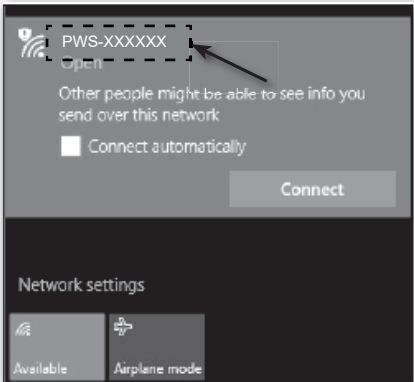 PWS-XXXXXX
Open
Other people might be able to see info you
send over this network
Connect automatically
Connect
Network settings
Available
Airplane mode